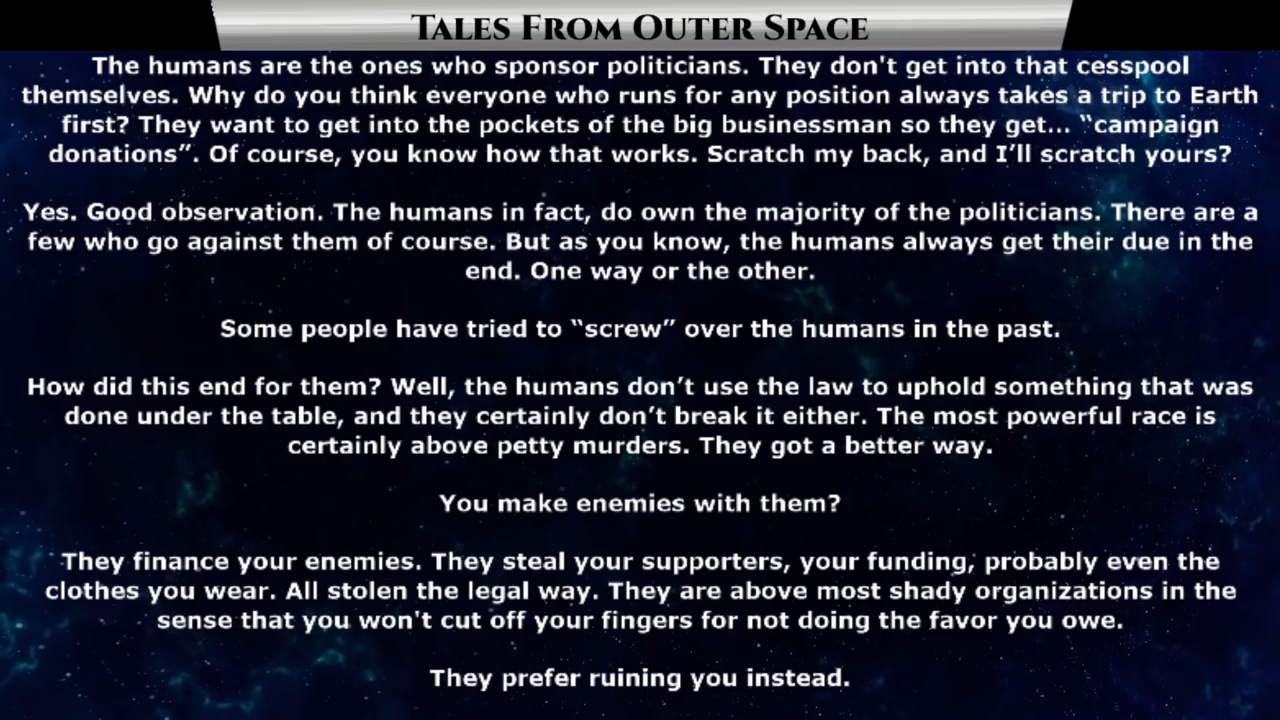 Tales From Outer Space
The humans are the ones who sponsor politicians. They don't get into that cesspool
themselves. Why do you think everyone who runs for any position always takes a trip to Earth
first? They want to get into the pockets of the big businessman so they get... “campaign
donations”. Of course, you know how that works. Scratch my back, and I’ll scratch yours?
Yes. Good observation. The humans in fact, do own the majority of the politicians. There are a
few who go against them of course. But as you know, the humans always get their due in the
end. One way or the other.
Some people have tried to “screw” over the humans in the past.
How did this end for them? Well, the humans don’t use the law to uphold something that was
done under the table, and they certainly don’t break it either. The most powerful race is
certainly above petty murders. They got a better way.
You make enemies with them?
They finance your enemies. They steal your supporters, your funding, probably even the
clothes you wear. All stolen the legal way. They are above most shady organizations in the
sense that you won't cut off your fingers for not doing the favor you owe.
They prefer ruining you instead.